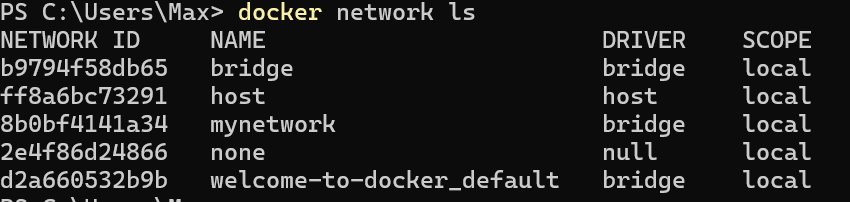 PS C:\Users\Max> docker network ls
NETWORK ID     NAME                        DRIVER    SCOPE
b9794f58db65   bridge                      bridge    local
ff8a6bc73291   host                        host      local
8b0bf4141a34   mynetwork                   bridge    local
2e4f86d24866   none                        null      local
d2a660532b9b   welcome-to-docker_default   bridge    local